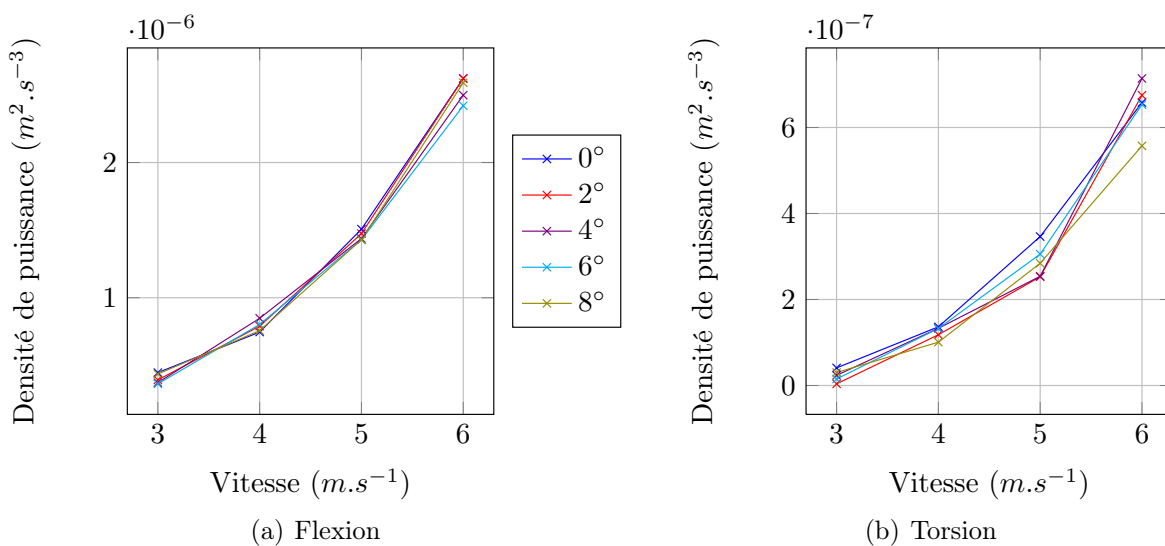 ·10−6
Densité de puissance (m2.s−3)
2
1
3 4 5 6
Vitesse (m.s−1)
(a) Flexion
0°
2°
4°
6°
8°
·10−7
Densité de puissance (m2.s−3)
6
4
2
0
3 4 5 6
Vitesse (m.s−1)
(b) Torsion